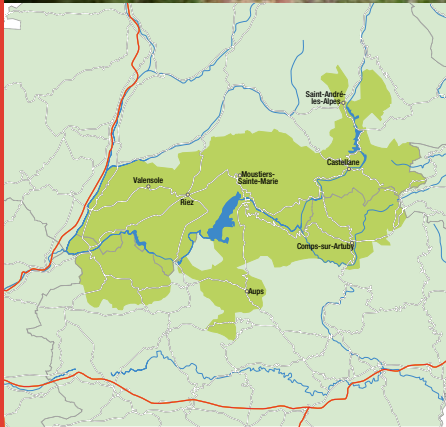 Saint-André-
les-Alpes
Castellane
Moustiers-
Sainte-Marie
Valensole
Riez
Comps-sur-Artuby
Aups